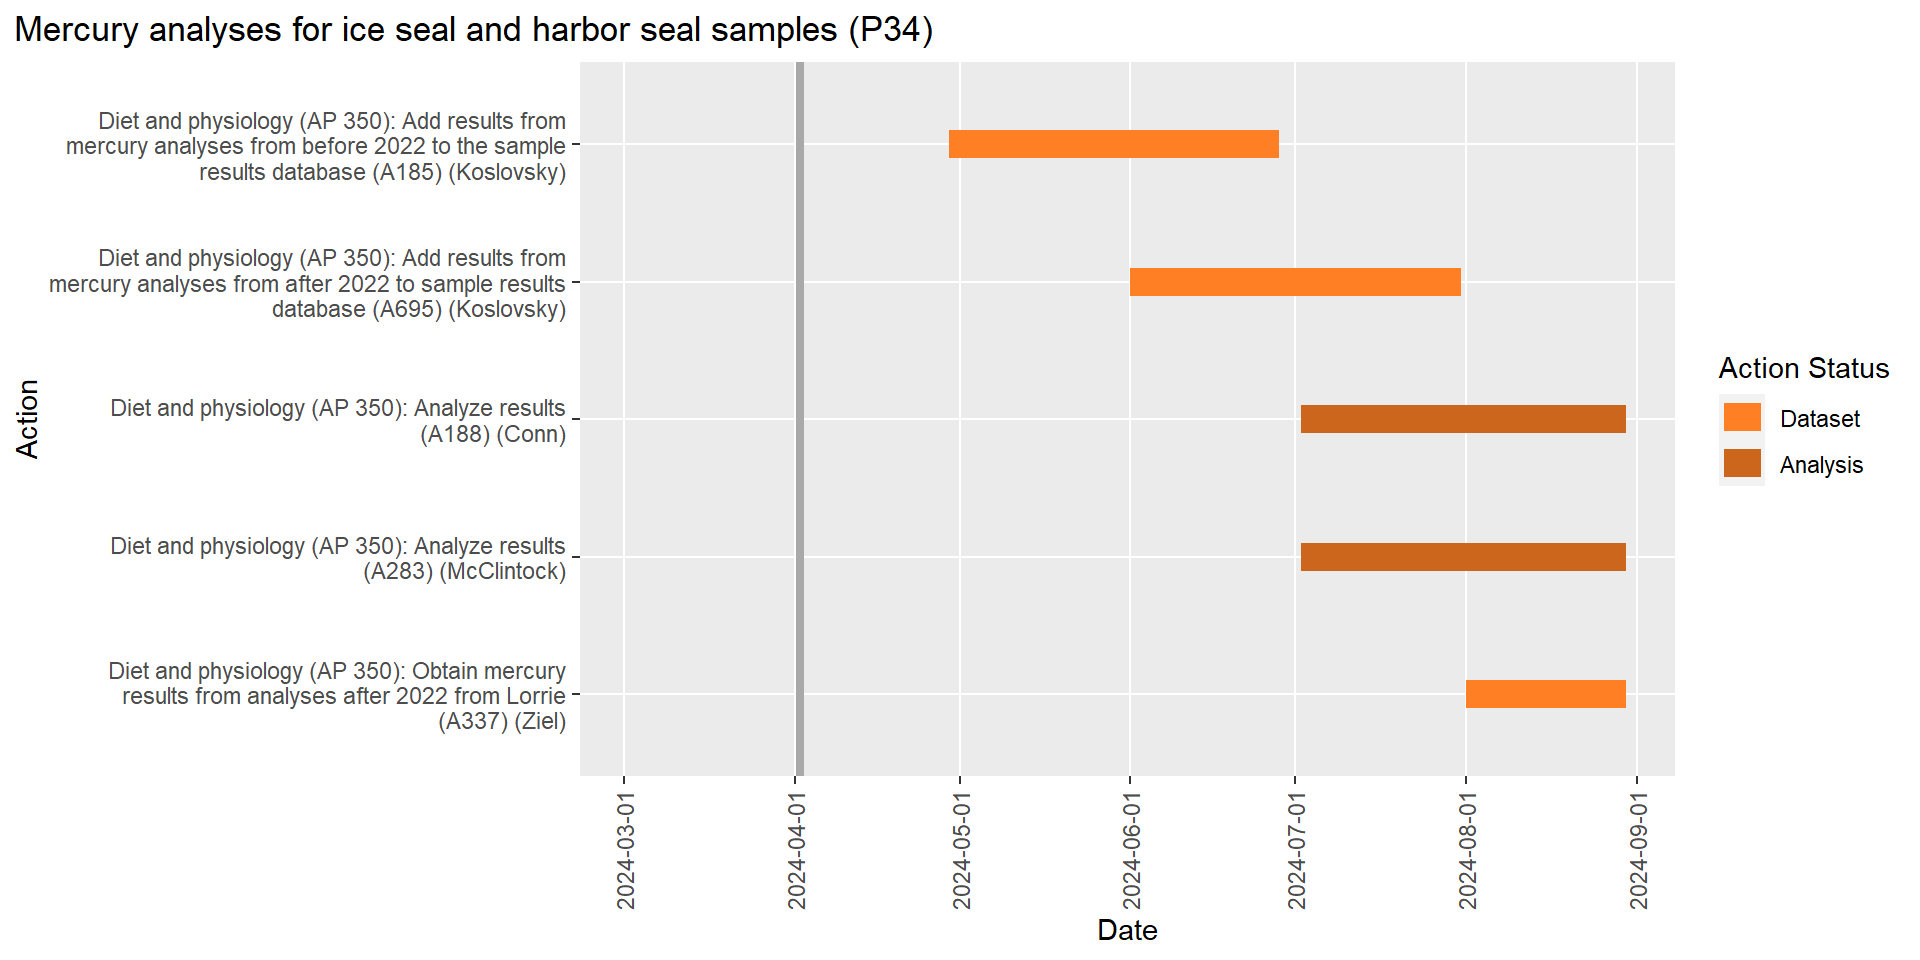 Mercury analyses for ice seal and harbor seal samples (P34)
Diet and physiology (AP 350): Add results from
mercury analyses from before 2022 to the sample
results database (A185) (Koslovsky)
Diet and physiology (AP 350): Add results from
mercury analyses from after 2022 to sample results
database (A695) (Koslovsky)
Diet and physiology (AP 350): Analyze results
(A188) (Conn)
Diet and physiology (AP 350): Analyze results
(A283) (McClintock)
Diet and physiology (AP 350): Obtain mercury
results from analyses after 2022 from Lorrie
(A337) (Ziel)
Action
2024-03-01
2024-04-01
2024-05-01
2024-06-01
2024-07-01
2024-08-01
2024-09-01
Date
Action Status
Dataset
Analysis